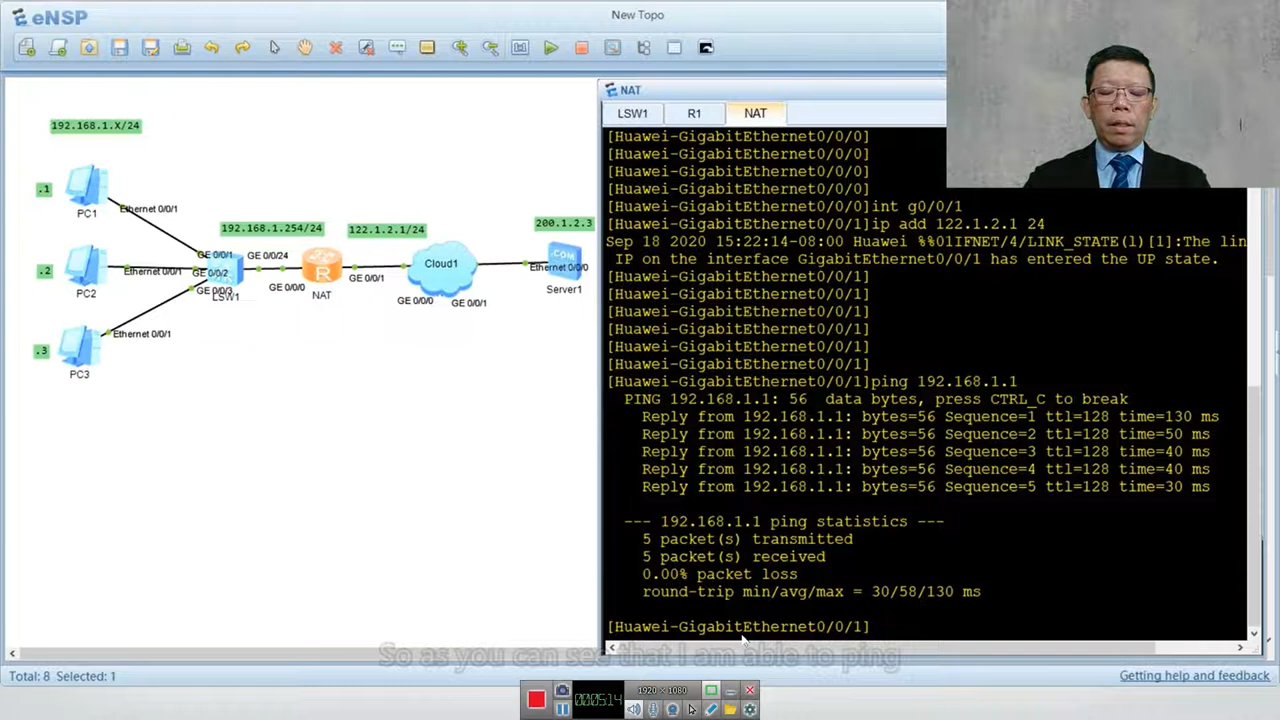 eNSP
New Topo
192.168.1.X/24
.1
Ethernet 0/0/1
PC1
.2
Ethernet 0/0/1
PC2
.3
Ethernet 0/0/1
PC3
192.168.1.254/24
GE 0/0/1
GE 0/0/24
GE 0/0/2
GE 0/0/3
LSW1
GE 0/0/0
R
NAT
122.1.2.1/24
GE 0/0/1
Cloud1
GE 0/0/0
GE 0/0/1
200.1.2.3
.COM
Ethernet 0/0/0
Server1
NAT
LSW1 R1 NAT
[Huawei-GigabitEthernet0/0/0]
[Huawei-GigabitEthernet0/0/0]
[Huawei-GigabitEthernet0/0/0]
[Huawei-GigabitEthernet0/0/0]
[Huawei-GigabitEthernet0/0/0]int g0/0/1
[Huawei-GigabitEthernet0/0/1]ip add 122.1.2.1 24
Sep 18 2020 15:22:14-08:00 Huawei %%01IFNET/4/LINK_STATE(l)[1]:The lin
IP on the interface GigabitEthernet0/0/1 has entered the UP state.
[Huawei-GigabitEthernet0/0/1]
[Huawei-GigabitEthernet0/0/1]
[Huawei-GigabitEthernet0/0/1]
[Huawei-GigabitEthernet0/0/1]
[Huawei-GigabitEthernet0/0/1]
[Huawei-GigabitEthernet0/0/1]
[Huawei-GigabitEthernet0/0/1]ping 192.168.1.1
PING 192.168.1.1: 56 data bytes, press CTRL_C to break
Reply from 192.168.1.1: bytes=56 Sequence=1 ttl=128 time=130 ms
Reply from 192.168.1.1: bytes=56 Sequence=2 ttl=128 time=50 ms
Reply from 192.168.1.1: bytes=56 Sequence=3 ttl=128 time=40 ms
Reply from 192.168.1.1: bytes=56 Sequence=4 ttl=128 time=40 ms
Reply from 192.168.1.1: bytes=56 Sequence=5 ttl=128 time=30 ms
--- 192.168.1.1 ping statistics ---
5 packet(s) transmitted
5 packet(s) received
0.00% packet loss
round-trip min/avg/max = 30/58/130 ms
[Huawei-GigabitEthernet0/0/1]
So as you can see that I am able to ping
Total: 8 Selected: 1
Getting help and feedback
000514
1920 × 1080